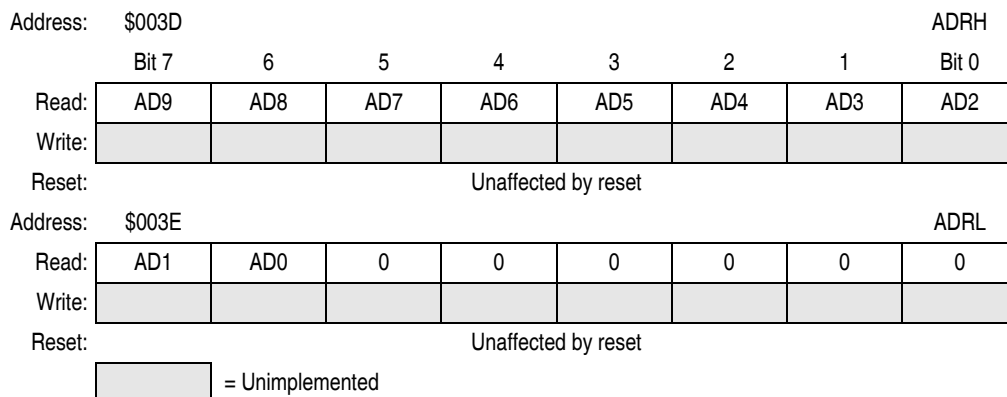 Address: $003D ADRH
Bit 7 6 5 4 3 2 1 Bit 0
Read: AD9 AD8 AD7 AD6 AD5 AD4 AD3 AD2
Write:
Reset: Unaffected by reset
Address: $003E ADRL
Read: AD1 AD0 0 0 0 0 0 0
Write:
Reset: Unaffected by reset
= Unimplemented